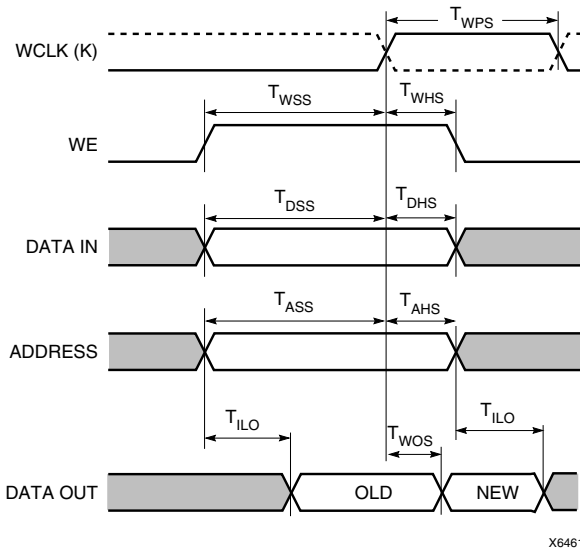 T_WPS
WCLK (K)
T_WSS
T_WHS
WE
T_DSS
T_DHS
DATA IN
T_ASS
T_AHS
ADDRESS
T_ILO
T_ILO
T_WOS
DATA OUT
OLD
NEW
X6461